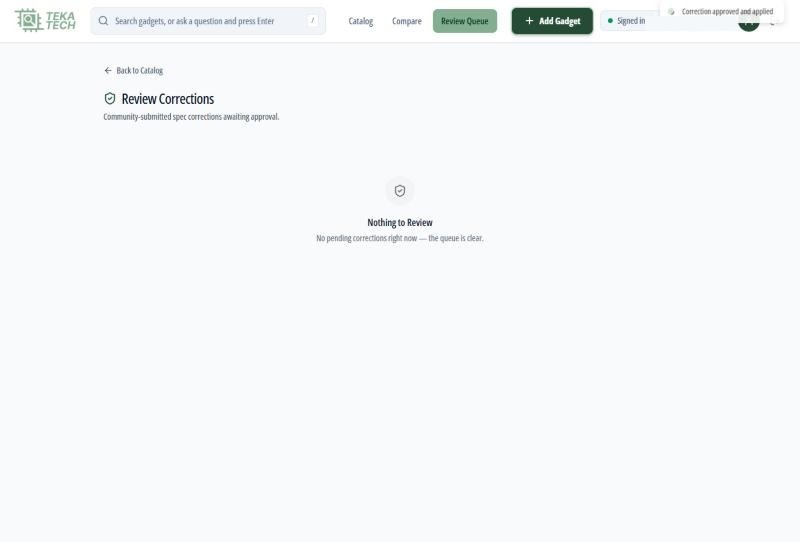 TEKA
TECH
Search gadgets, or ask a question and press Enter
/
Catalog
Compare
Review Queue
+ Add Gadget
Signed in
Correction approved and applied
← Back to Catalog
Review Corrections
Community-submitted spec corrections awaiting approval.
Nothing to Review
No pending corrections right now — the queue is clear.